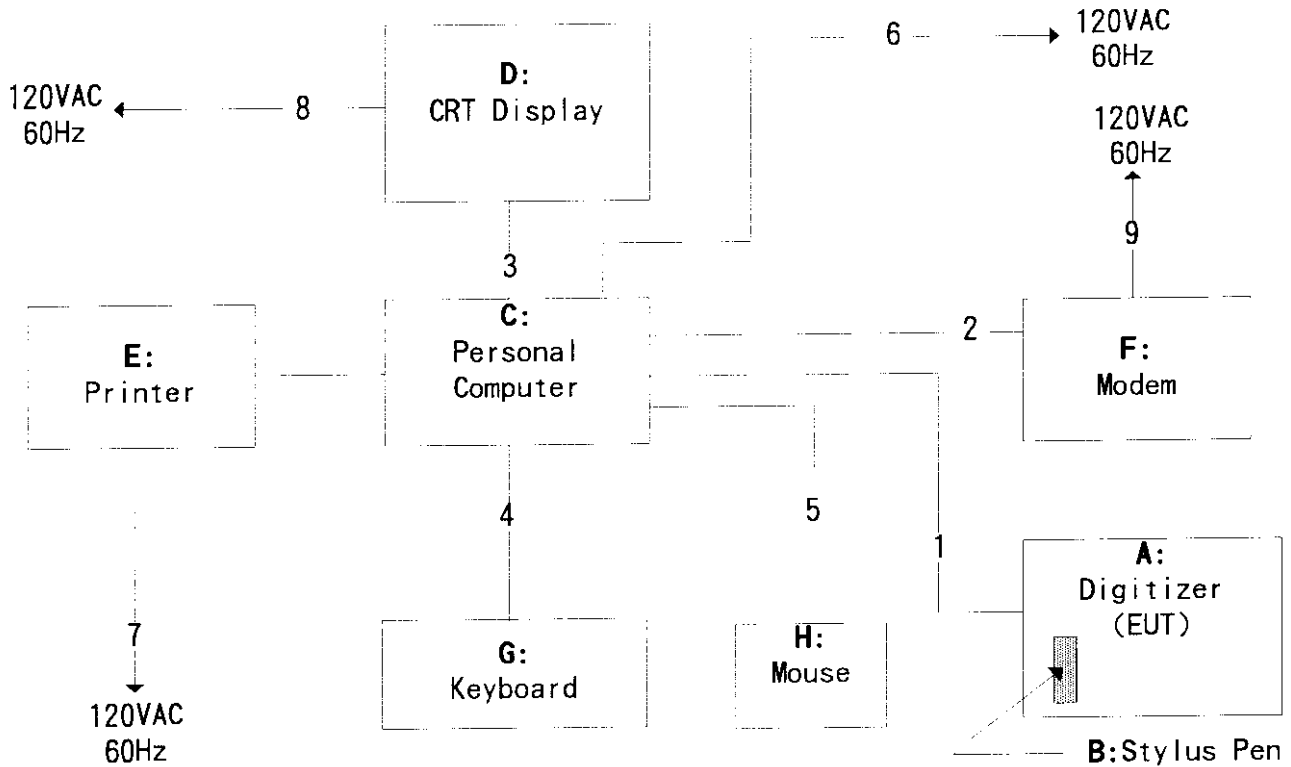 6
120VAC
60Hz
D:
CRT Display
120VAC
60Hz
8
120VAC
60Hz
9
3
C:
Personal
Computer
2
E:
Printer
F:
Modem
4
5
1
A:
Digitizer
(EUT)
7
G:
Keyboard
H:
Mouse
120VAC
60Hz
B:Stylus Pen